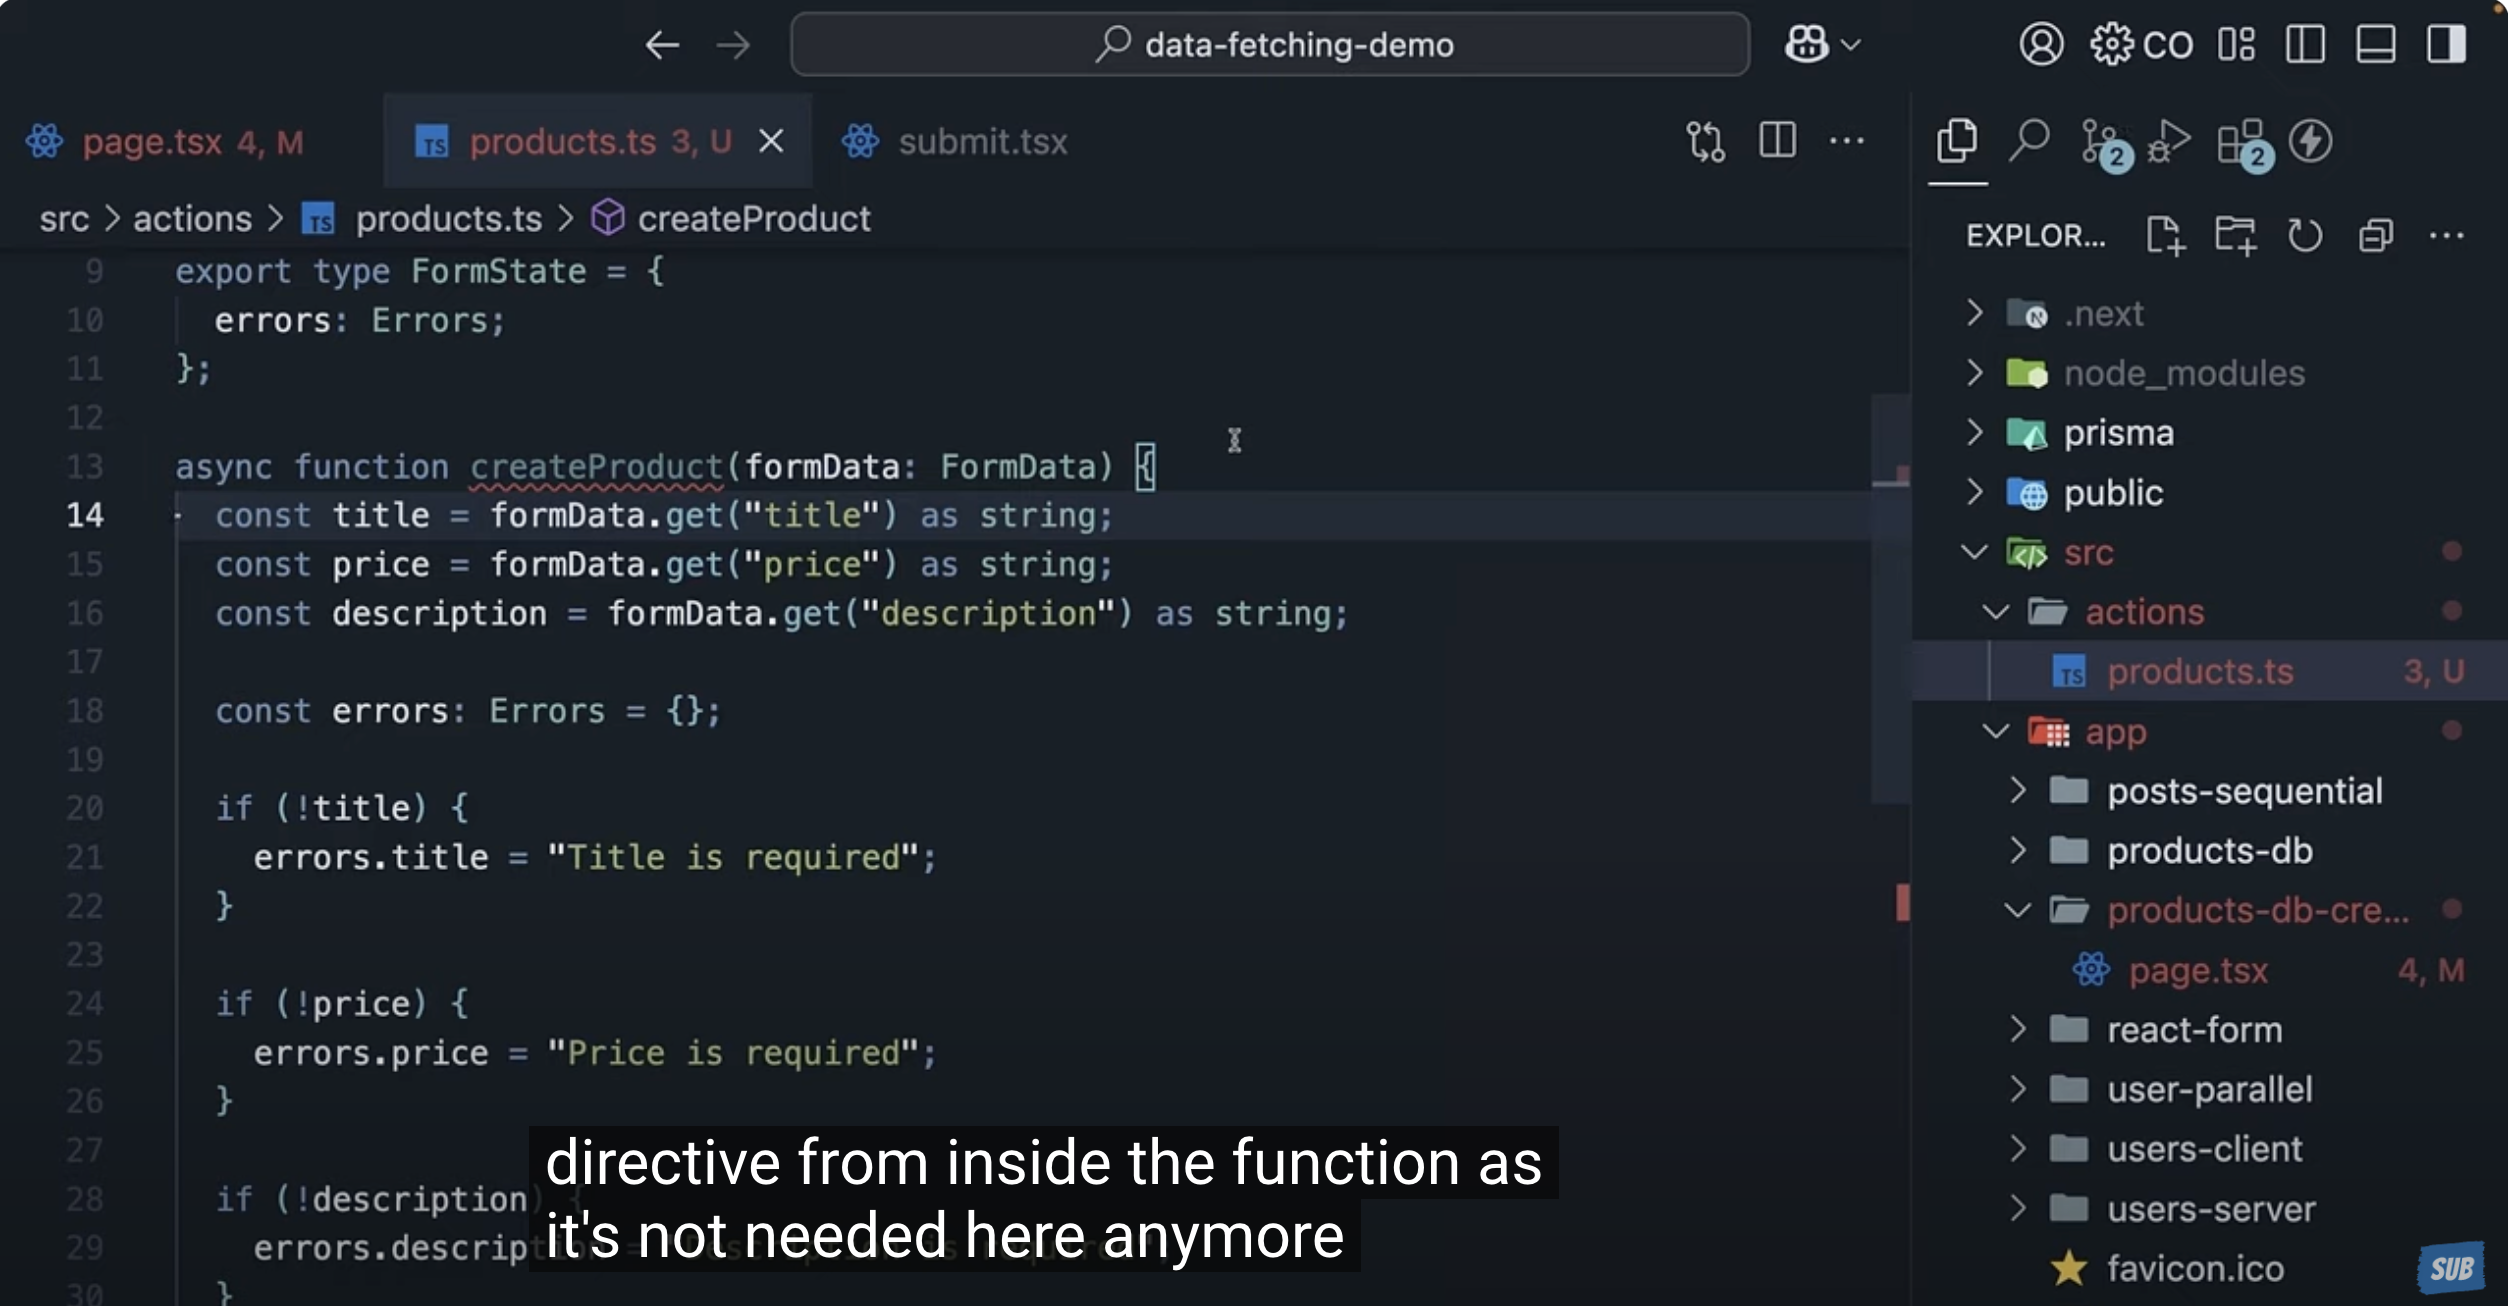 data-fetching-demo
CO
page.tsx 4, M
products.ts 3, U
submit.tsx
2
2
src > actions > TS products.ts > createProduct
EXPLOR...
9 export type FormState = {
10 errors: Errors;
11 };
12
13 async function createProduct(formData: FormData) {
14 const title = formData.get("title") as string;
15 const price = formData.get("price") as string;
16 const description = formData.get("description") as string;
17
18 const errors: Errors = {};
19
20 if (!title) {
21 errors.title = "Title is required";
22 }
23
24 if (!price) {
25 errors.price = "Price is required";
26 }
27
28 if (!description) {
29 errors.descrip
30 }
directive from inside the function as
it's not needed here anymore
.next
node_modules
prisma
public
src
actions
TS products.ts 3, U
app
posts-sequential
products-db
products-db-cre...
page.tsx 4, M
react-form
user-parallel
users-client
users-server
favicon.ico
SUB